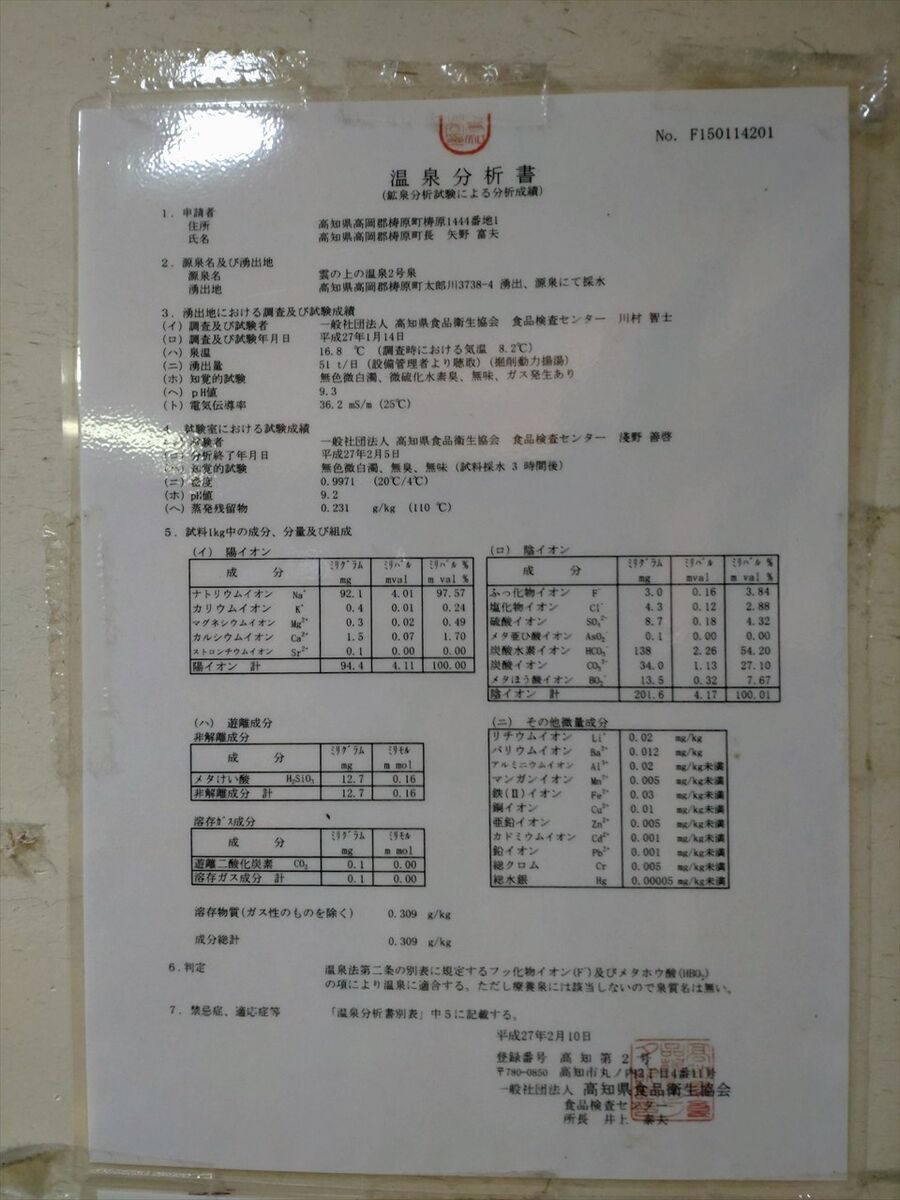 No. F150114201
温泉分析書
(鉱泉分析試験による分析成績)
1. 申請者
住所 高知県高岡郡梼原町梼原1444番地1
氏名 高知県高岡郡梼原町長 矢野 富夫
2. 源泉名及び湧出地
源泉名 雲の上の温泉2号泉
湧出地 高知県高岡郡梼原町太郎川3738-4 湧出、源泉にて採水
3. 湧出地における調査及び試験成績
(イ) 調査及び試験者 一般社団法人 高知県食品衛生協会 食品検査センター 川村 智士
(ロ) 調査及び試験年月日 平成27年1月14日
(ハ) 泉温 16.8 ℃ (調査時における気温 8.2℃)
(ニ) 湧出量 51 t/日 (設備管理者より聴取) (掘削動力揚湯)
(ホ) 知覚的試験 無色微白濁、微硫化水素臭、無味、ガス発生あり
(ヘ) pH値 9.3
(ト) 電気伝導率 36.2 mS/m (25℃)
4. 試験室における試験成績
試験者 一般社団法人 高知県食品衛生協会 食品検査センター 淺野 善啓
(ロ) 分析終了年月日 平成27年2月5日
(ハ) 知覚的試験 無色微白濁、無臭、無味 (試料採水 3 時間後)
(ニ) 密度 0.9971 (20℃/4℃)
(ホ) pH値 9.2
(ヘ) 蒸発残留物 0.231 g/kg (110 ℃)
5. 試料1kg中の成分、分量及び組成
(イ) 陽イオン
成 分 ミリグラム mg ミリバル mval ミリバル % m val %
ナトリウムイオン Na⁺ 92.1 4.01 97.57
カリウムイオン K⁺ 0.4 0.01 0.24
マグネシウムイオン Mg²⁺ 0.3 0.02 0.49
カルシウムイオン Ca²⁺ 1.5 0.07 1.70
ストロンチウムイオン Sr²⁺ 0.1 0.00 0.00
陽イオン 計 94.4 4.11 100.00
(ロ) 陰イオン
成 分 ミリグラム mg ミリバル mval ミリバル % m val %
ふっ化物イオン F⁻ 3.0 0.16 3.84
塩化物イオン Cl⁻ 4.3 0.12 2.88
硫酸イオン SO₄²⁻ 8.7 0.18 4.32
メタ亜ひ酸イオン AsO₂⁻ 0.1 0.00 0.00
炭酸水素イオン HCO₃⁻ 138 2.26 54.20
炭酸イオン CO₃²⁻ 34.0 1.13 27.10
メタほう酸イオン BO₂⁻ 13.5 0.32 7.67
陰イオン 計 201.6 4.17 100.01
(ハ) 遊離成分
非解離成分
成 分 ミリグラム mg ミリモル m mol
メタけい酸 H₂SiO₃ 12.7 0.16
非解離成分 計 12.7 0.16
溶存ガス成分
成 分 ミリグラム mg ミリモル m mol
遊離二酸化炭素 CO₂ 0.1 0.00
溶存ガス成分 計 0.1 0.00
(ニ) その他微量成分
リチウムイオン Li⁺ 0.02 mg/kg
バリウムイオン Ba²⁺ 0.012 mg/kg
アルミニウムイオン Al³⁺ 0.02 mg/kg未満
マンガンイオン Mn²⁺ 0.005 mg/kg未満
鉄(Ⅱ)イオン Fe²⁺ 0.03 mg/kg未満
銅イオン Cu²⁺ 0.01 mg/kg未満
亜鉛イオン Zn²⁺ 0.005 mg/kg未満
カドミウムイオン Cd²⁺ 0.001 mg/kg未満
鉛イオン Pb²⁺ 0.001 mg/kg未満
総クロム Cr 0.005 mg/kg未満
総水銀 Hg 0.00005 mg/kg未満
溶存物質(ガス性のものを除く) 0.309 g/kg
成分総計 0.309 g/kg
6. 判定 温泉法第二条の別表に規定するフッ化物イオン(F⁻)及びメタホウ酸(HBO₂)
の項により温泉に適合する。ただし療養泉には該当しないので泉質名は無い。
7. 禁忌症、適応症等 「温泉分析書別表」中5に記載する。
平成27年2月10日
登録番号 高知第2号
〒780-0850 高知市丸ノ内2丁目4番11号
一般社団法人 高知県食品衛生協会
食品検査センター
所長 井上 泰夫